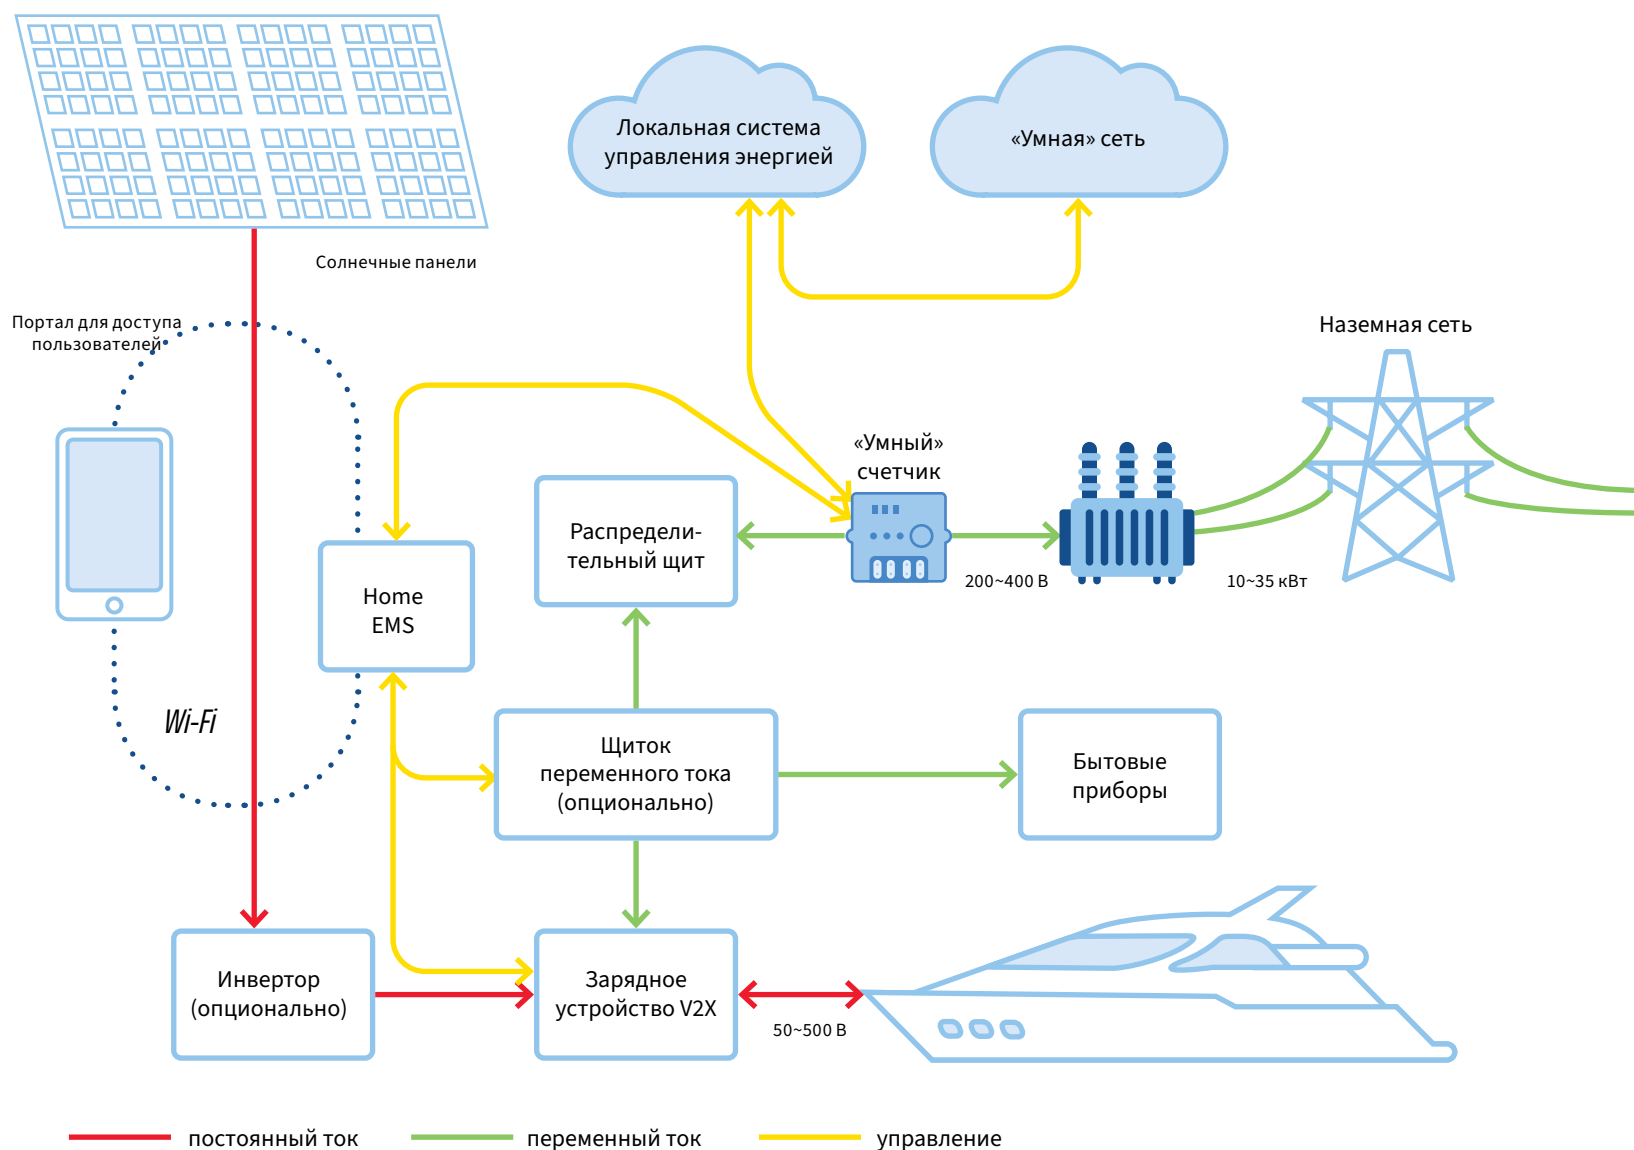 Локальная система
управления энергией
«Умная» сеть
Солнечные панели
Портал для доступа
пользователей
Наземная сеть
«Умный»
счетчик
Распредели-
тельный щит
200~400 В
10~35 кВт
Home
EMS
Wi-Fi
Щиток
переменного тока
(опционально)
Бытовые
приборы
Инвертор
(опционально)
Зарядное
устройство V2X
50~500 В
постоянный ток
переменный ток
управление